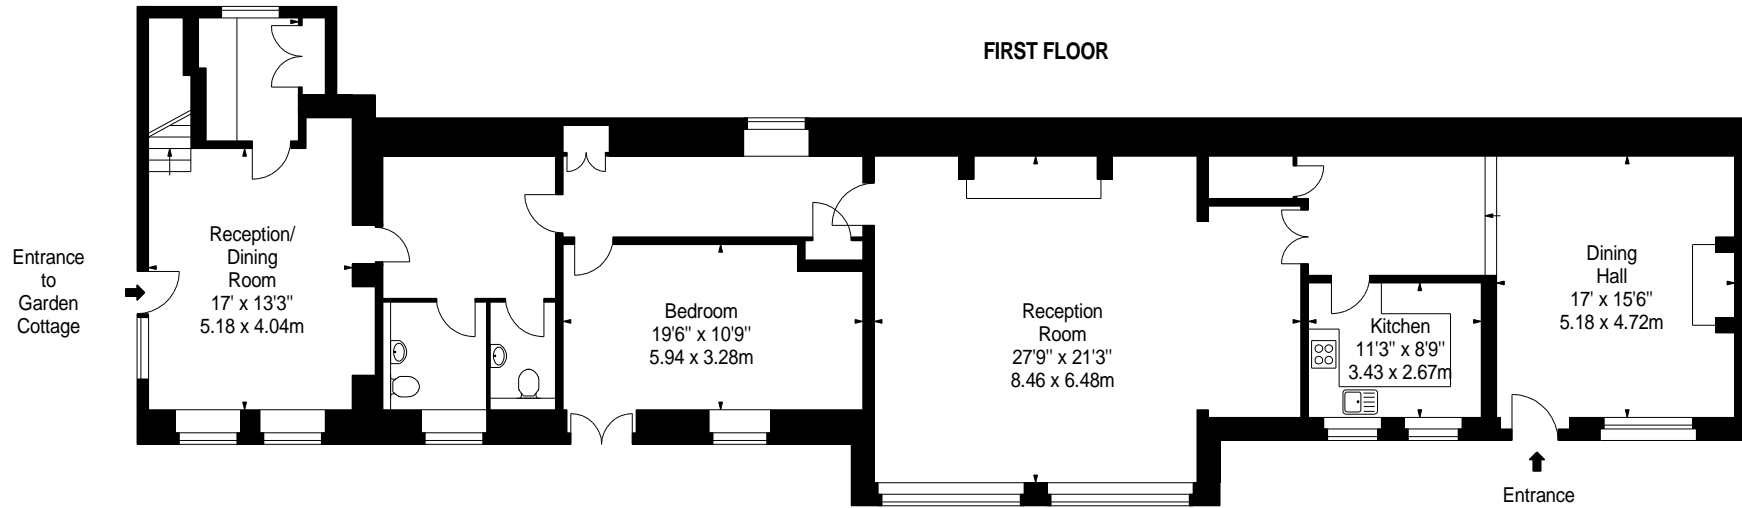 FIRST FLOOR
Entrance
to
Garden
Cottage
Reception/
Dining
Room
17' x 13'3"
5.18 x 4.04m
Bedroom
19'6" x 10'9"
5.94 x 3.28m
Reception
Room
27'9" x 21'3"
8.46 x 6.48m
Kitchen
11'3" x 8'9"
3.43 x 2.67m
Dining
Hall
17' x 15'6"
5.18 x 4.72m
Entrance